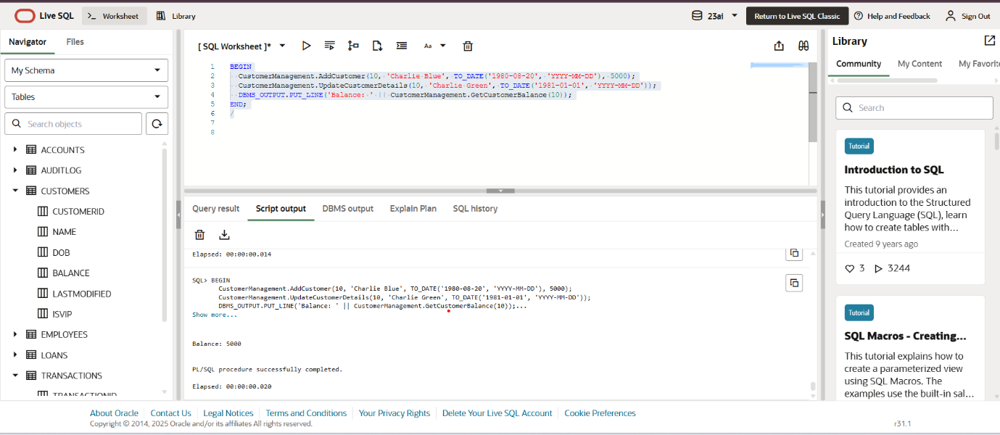 Live SQL
Worksheet
Library
23ai
Return to Live SQL Classic
Help and Feedback
Sign Out
Navigator
Files
My Schema
Tables
Search objects
ACCOUNTS
AUDITLOG
CUSTOMERS
CUSTOMERID
NAME
DOB
BALANCE
LASTMODIFIED
ISVIP
EMPLOYEES
LOANS
TRANSACTIONS
TRANSACTIONID
[ SQL Worksheet ]*
Aa
1 BEGIN
2 CustomerManagement.AddCustomer(10, 'Charlie Blue', TO_DATE('1980-08-20', 'YYYY-MM-DD'), 5000);
3 CustomerManagement.UpdateCustomerDetails(10, 'Charlie Green', TO_DATE('1981-01-01', 'YYYY-MM-DD'));
4 DBMS_OUTPUT.PUT_LINE('Balance: ' || CustomerManagement.GetCustomerBalance(10));
5 END;
6 /
7
8
Query result
Script output
DBMS output
Explain Plan
SQL history
Elapsed: 00:00:00.014
SQL> BEGIN
CustomerManagement.AddCustomer(10, 'Charlie Blue', TO_DATE('1980-08-20', 'YYYY-MM-DD'), 5000);
CustomerManagement.UpdateCustomerDetails(10, 'Charlie Green', TO_DATE('1981-01-01', 'YYYY-MM-DD'));
DBMS_OUTPUT.PUT_LINE('Balance: ' || CustomerManagement.GetCustomerBalance(10));...
Show more...
Balance: 5000
PL/SQL procedure successfully completed.
Elapsed: 00:00:00.020
Library
Community
My Content
My Favorit
Search
Tutorial
Introduction to SQL
This tutorial provides an
introduction to the Structured
Query Language (SQL), learn
how to create tables with...
Created 9 years ago
3
3244
Tutorial
SQL Macros - Creating...
This tutorial explains how to
create a parameterized view
using SQL Macros. The
examples use the built-in sal...
About Oracle
Contact Us
Legal Notices
Terms and Conditions
Your Privacy Rights
Delete Your Live SQL Account
Cookie Preferences
Copyright © 2014, 2025 Oracle and/or its affiliates All rights reserved.
r31.1